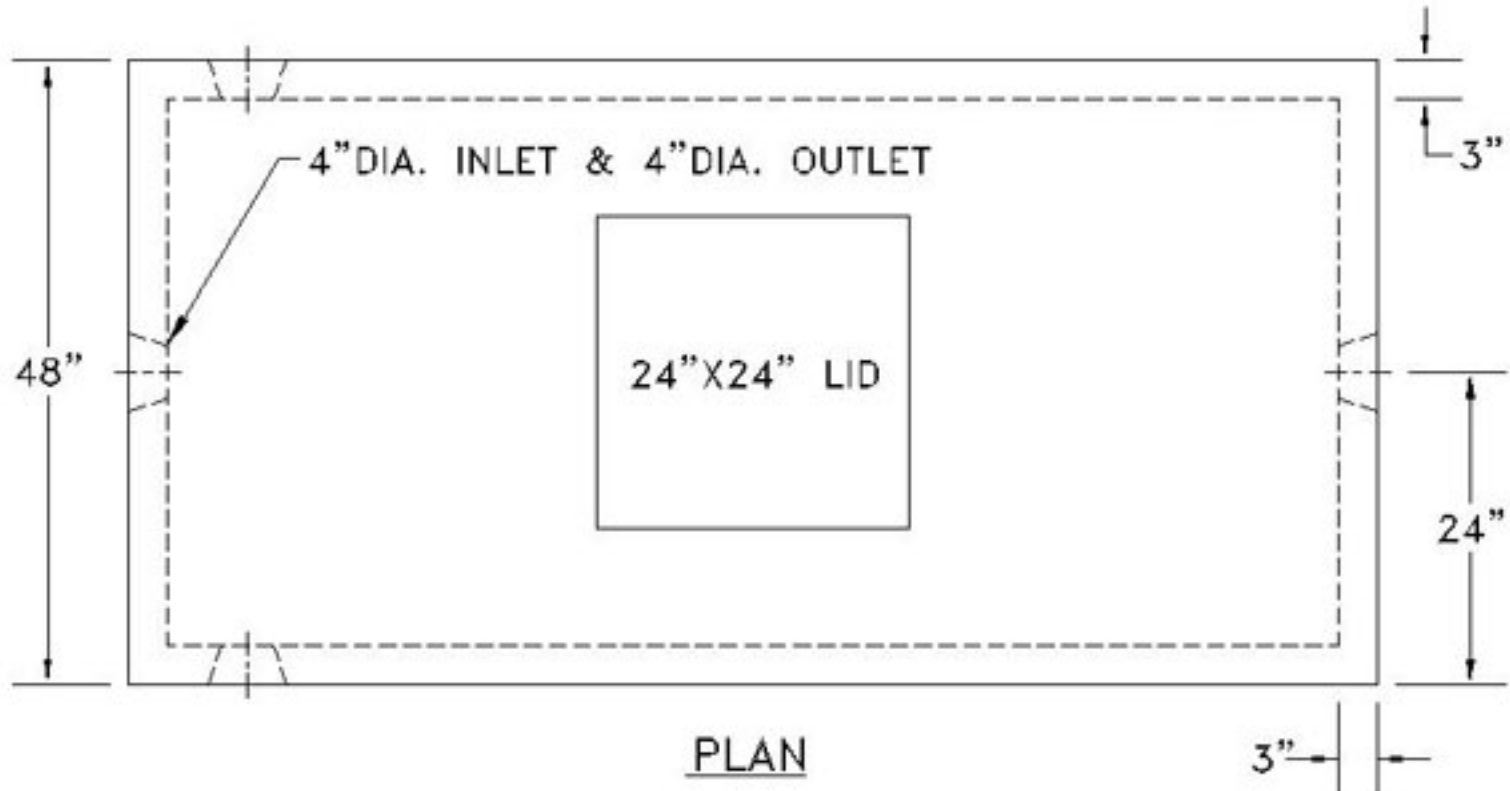 3”
4”DIA. INLET & 4”DIA. OUTLET
48”
24”X24” LID
24”
PLAN
3”